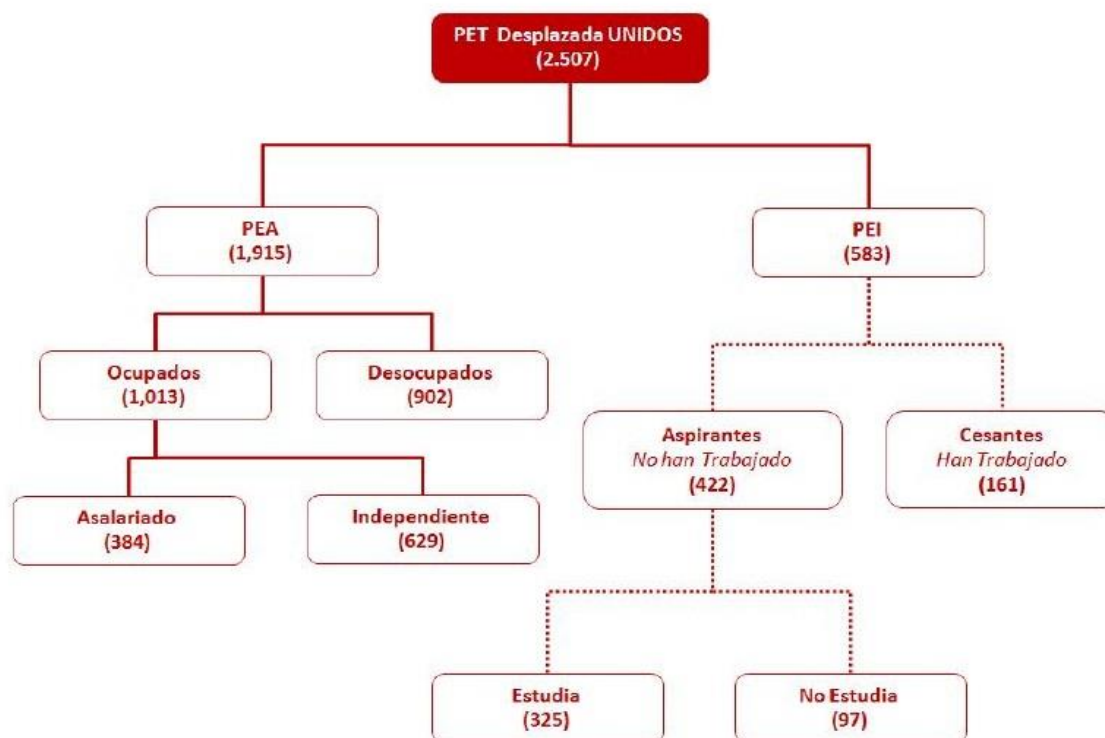 PET Desplazada UNIDOS
(2.507)
PEA
(1,915)
PEI
(583)
Ocupados
(1,013)
Desocupados
(902)
Aspirantes
No han Trabajado
(422)
Cesantes
Han Trabajado
(161)
Asalariado
(384)
Independiente
(629)
Estudia
(325)
No Estudia
(97)